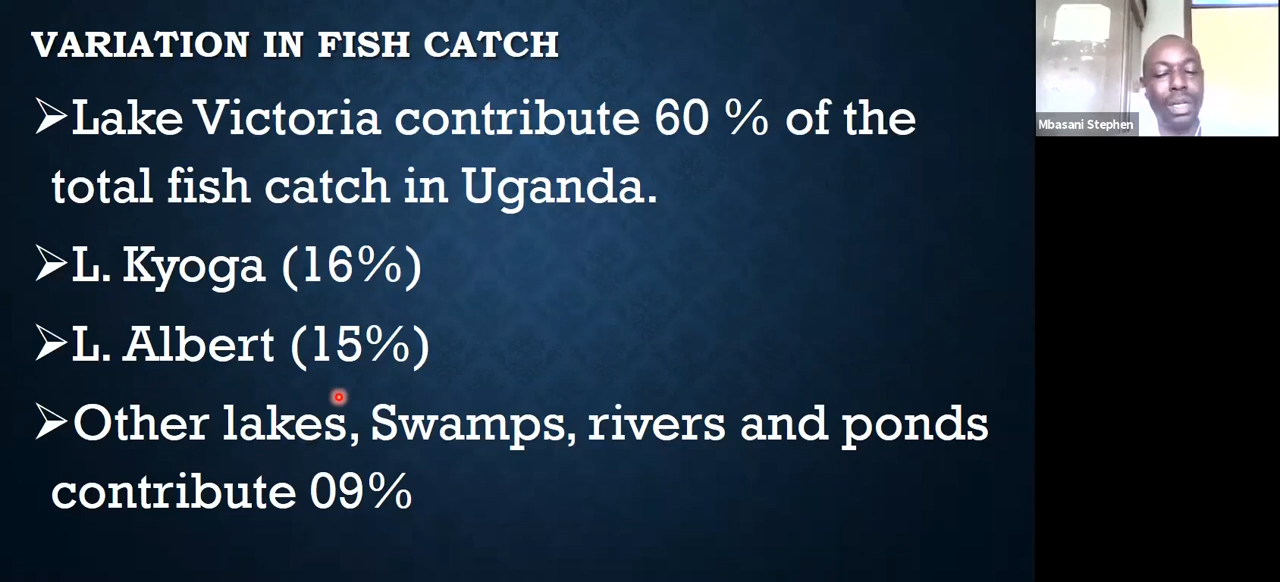 VARIATION IN FISH CATCH
➢Lake Victoria contribute 60 % of the
total fish catch in Uganda.
➢L. Kyoga (16%)
➢L. Albert (15%)
➢Other lakes, Swamps, rivers and ponds
contribute 09%
Mbasani Stephen